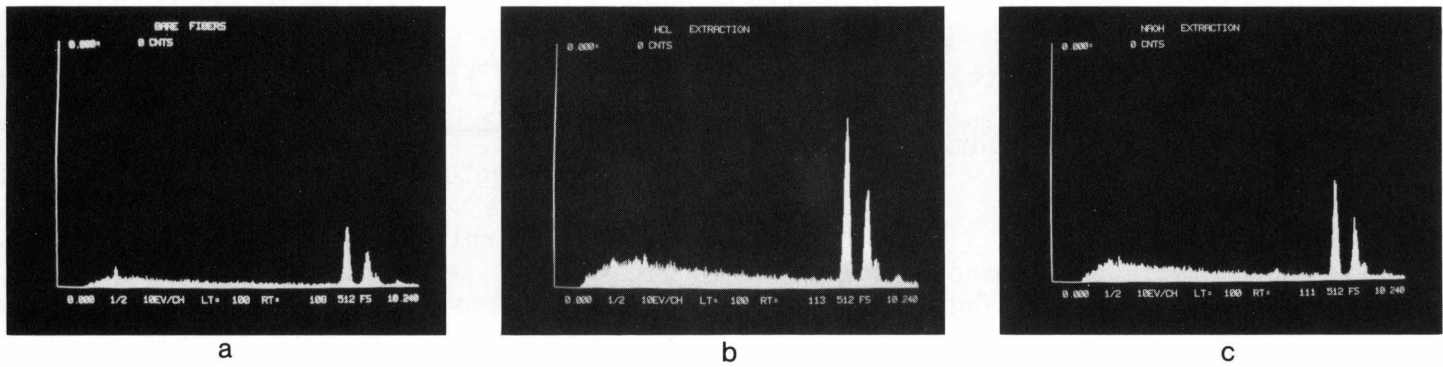 BARE FIBERS
0.000= 0 CNTS
0.000 1/2 10EV/CH LT= 100 RT= 108 512 FS 10.240
a
HCL EXTRACTION
0.000= 0 CNTS
0.000 1/2 10EV/CH LT= 100 RT= 113 512 FS 10 240
b
NAOH EXTRACTION
0.000= 0 CNTS
0.000 1/2 10EV/CH LT= 100 RT= 111 512 FS 10 240
c